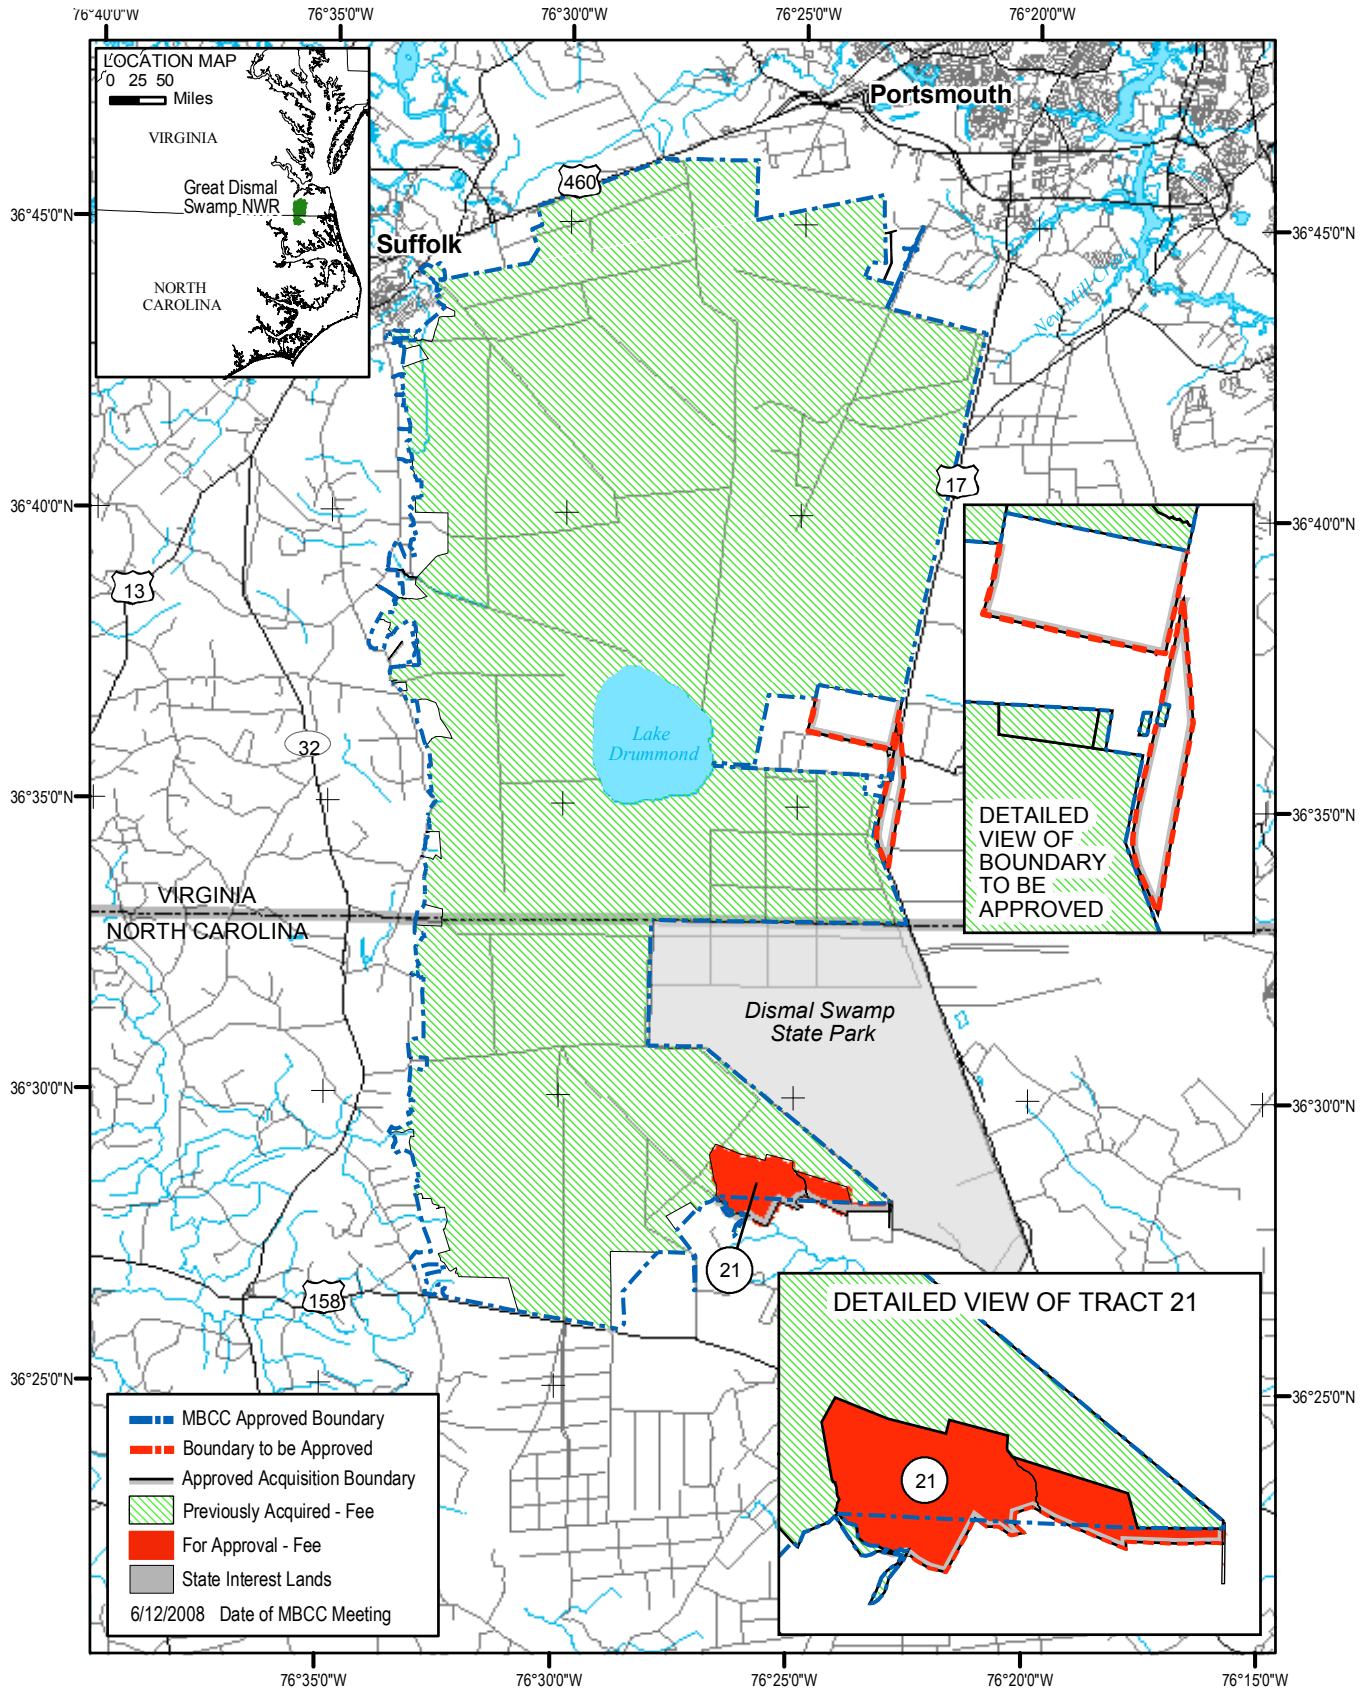 76°40'0"W
76°35'0"W
76°30'0"W
76°25'0"W
76°20'0"W
LOCATION MAP
0 25 50
Miles
VIRGINIA
Great Dismal
Swamp NWR
NORTH
CAROLINA
Portsmouth
460
Suffolk
36°45'0"N
36°45'0"N
New Mill Creek
17
36°40'0"N
36°40'0"N
13
32
Lake
Drummond
36°35'0"N
36°35'0"N
DETAILED
VIEW OF
BOUNDARY
TO BE
APPROVED
VIRGINIA
NORTH CAROLINA
Dismal Swamp
State Park
36°30'0"N
36°30'0"N
21
158
DETAILED VIEW OF TRACT 21
21
36°25'0"N
36°25'0"N
MBCC Approved Boundary
Boundary to be Approved
Approved Acquisition Boundary
Previously Acquired - Fee
For Approval - Fee
State Interest Lands
6/12/2008 Date of MBCC Meeting
76°35'0"W
76°30'0"W
76°25'0"W
76°20'0"W
76°15'0"W